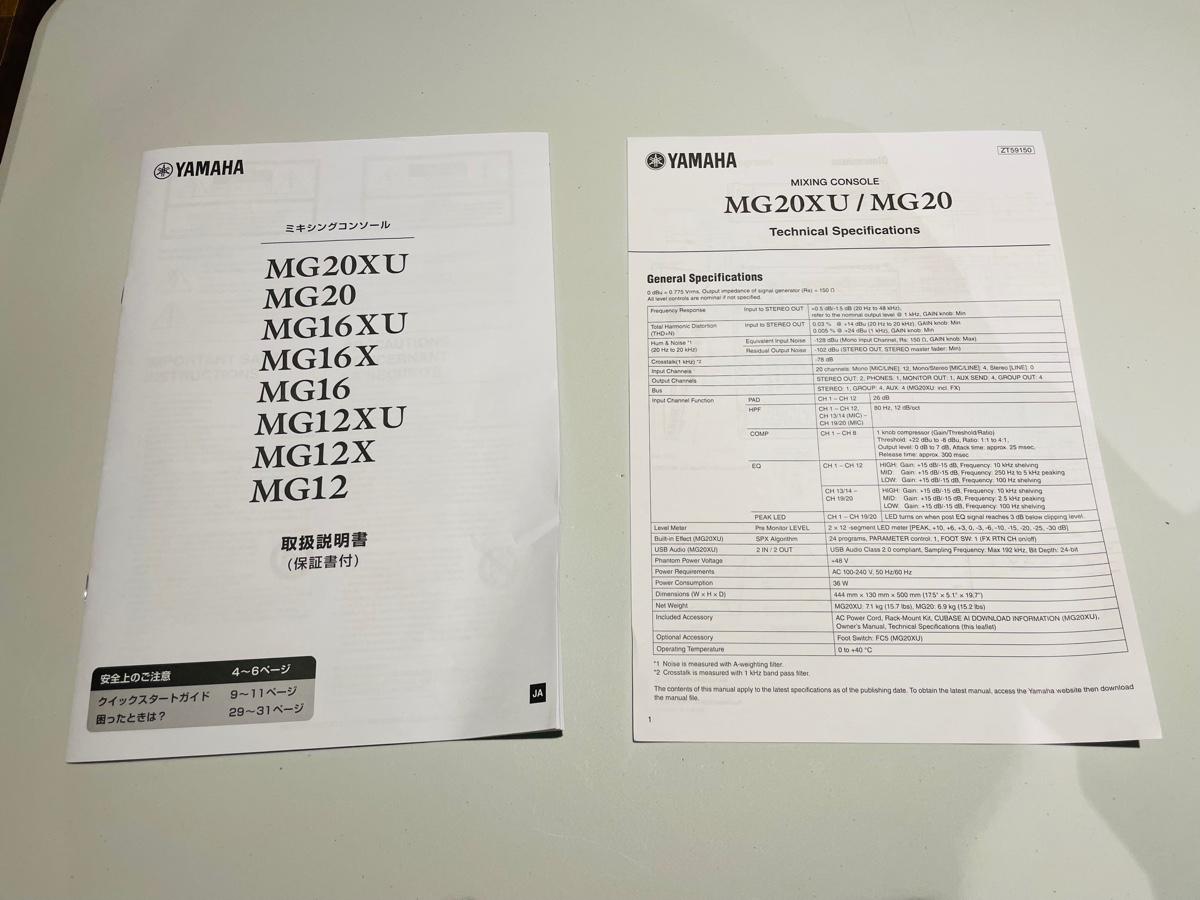 YAMAHA
ミキシングコンソール
MG20XU
MG20
MG16XU
MG16X
MG16
MG12XU
MG12X
MG12
取扱説明書
(保証書付)
安全上のご注意 4〜6ページ
クイックスタートガイド 9〜11ページ
困ったときは? 29〜31ページ
JA
YAMAHA
ZT59150
MIXING CONSOLE
MG20XU / MG20
Technical Specifications
General Specifications
0 dBu = 0.775 Vrms, Output impedance of signal generator (Rs) = 150 Ω
All level controls are nominal if not specified.
Frequency Response Input to STEREO OUT +0.5 dB/-1.5 dB (20 Hz to 48 kHz),
refer to the nominal output level @ 1 kHz, GAIN knob: Min
Total Harmonic Distortion Input to STEREO OUT 0.03 % @ +14 dBu (20 Hz to 20 kHz), GAIN knob: Min
(THD+N) 0.005 % @ +24 dBu (1 kHz), GAIN knob: Min
Hum & Noise *1 Equivalent Input Noise -128 dBu (Mono Input Channel, Rs: 150 Ω, GAIN knob: Max)
(20 Hz to 20 kHz) Residual Output Noise -102 dBu (STEREO OUT, STEREO master fader: Min)
Crosstalk(1 kHz) *2 -78 dB
Input Channels 20 channels: Mono [MIC/LINE]: 12, Mono/Stereo [MIC/LINE]: 4, Stereo [LINE]: 0
Output Channels STEREO OUT: 2, PHONES: 1, MONITOR OUT: 1, AUX SEND: 4, GROUP OUT: 4
Bus STEREO: 1, GROUP: 4, AUX: 4 (MG20XU: incl. FX)
Input Channel Function PAD CH 1 – CH 12 26 dB
HPF CH 1 – CH 12, 80 Hz, 12 dB/oct
CH 13/14 (MIC) –
CH 19/20 (MIC)
COMP CH 1 – CH 8 1 knob compressor (Gain/Threshold/Ratio)
Threshold: +22 dBu to -8 dBu, Ratio: 1:1 to 4:1,
Output level: 0 dB to 7 dB, Attack time: approx. 25 msec,
Release time: approx. 300 msec
EQ CH 1 – CH 12 HIGH: Gain: +15 dB/-15 dB, Frequency: 10 kHz shelving
MID: Gain: +15 dB/-15 dB, Frequency: 250 Hz to 5 kHz peaking
LOW: Gain: +15 dB/-15 dB, Frequency: 100 Hz shelving
CH 13/14 – HIGH: Gain: +15 dB/-15 dB, Frequency: 10 kHz shelving
CH 19/20 MID: Gain: +15 dB/-15 dB, Frequency: 2.5 kHz peaking
LOW: Gain: +15 dB/-15 dB, Frequency: 100 Hz shelving
PEAK LED CH 1 – CH 19/20 LED turns on when post EQ signal reaches 3 dB below clipping level.
Level Meter Pre Monitor LEVEL 2 × 12 -segment LED meter [PEAK, +10, +6, +3, 0, -3, -6, -10, -15, -20, -25, -30 dB]
Built-in Effect (MG20XU) SPX Algorithm 24 programs, PARAMETER control: 1, FOOT SW: 1 (FX RTN CH on/off)
USB Audio (MG20XU) 2 IN / 2 OUT USB Audio Class 2.0 compliant, Sampling Frequency: Max 192 kHz, Bit Depth: 24-bit
Phantom Power Voltage +48 V
Power Requirements AC 100-240 V, 50 Hz/60 Hz
Power Consumption 36 W
Dimensions (W × H × D) 444 mm × 130 mm × 500 mm (17.5" × 5.1" × 19.7")
Net Weight MG20XU: 7.1 kg (15.7 lbs), MG20: 6.9 kg (15.2 lbs)
Included Accessory AC Power Cord, Rack-Mount Kit, CUBASE AI DOWNLOAD INFORMATION (MG20XU),
Owner's Manual, Technical Specifications (this leaflet)
Optional Accessory Foot Switch: FC5 (MG20XU)
Operating Temperature 0 to +40 °C
*1 Noise is measured with A-weighting filter.
*2 Crosstalk is measured with 1 kHz band pass filter.
The contents of this manual apply to the latest specifications as of the publishing date. To obtain the latest manual, access the Yamaha website then download
the manual file.
1